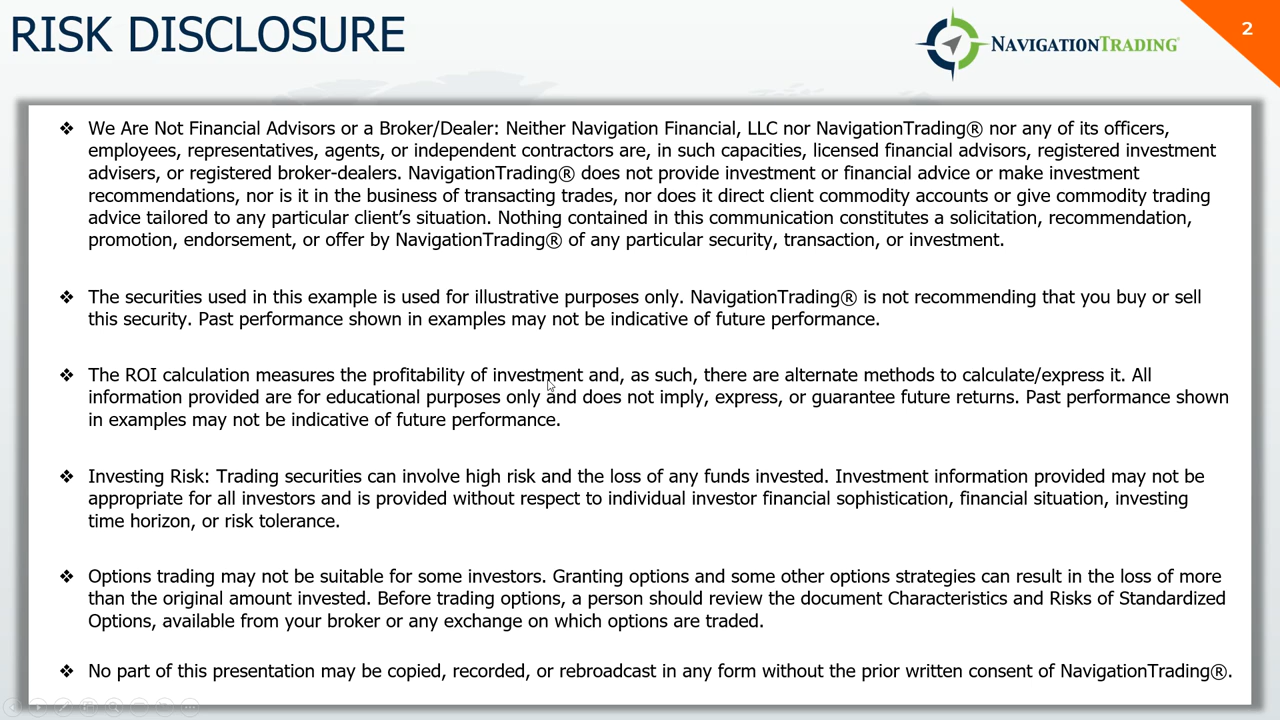 RISK DISCLOSURE
NAVIGATIONTRADING®
2
❖ We Are Not Financial Advisors or a Broker/Dealer: Neither Navigation Financial, LLC nor NavigationTrading® nor any of its officers,
employees, representatives, agents, or independent contractors are, in such capacities, licensed financial advisors, registered investment
advisers, or registered broker-dealers. NavigationTrading® does not provide investment or financial advice or make investment
recommendations, nor is it in the business of transacting trades, nor does it direct client commodity accounts or give commodity trading
advice tailored to any particular client’s situation. Nothing contained in this communication constitutes a solicitation, recommendation,
promotion, endorsement, or offer by NavigationTrading® of any particular security, transaction, or investment.
❖ The securities used in this example is used for illustrative purposes only. NavigationTrading® is not recommending that you buy or sell
this security. Past performance shown in examples may not be indicative of future performance.
❖ The ROI calculation measures the profitability of investment and, as such, there are alternate methods to calculate/express it. All
information provided are for educational purposes only and does not imply, express, or guarantee future returns. Past performance shown
in examples may not be indicative of future performance.
❖ Investing Risk: Trading securities can involve high risk and the loss of any funds invested. Investment information provided may not be
appropriate for all investors and is provided without respect to individual investor financial sophistication, financial situation, investing
time horizon, or risk tolerance.
❖ Options trading may not be suitable for some investors. Granting options and some other options strategies can result in the loss of more
than the original amount invested. Before trading options, a person should review the document Characteristics and Risks of Standardized
Options, available from your broker or any exchange on which options are traded.
❖ No part of this presentation may be copied, recorded, or rebroadcast in any form without the prior written consent of NavigationTrading®.